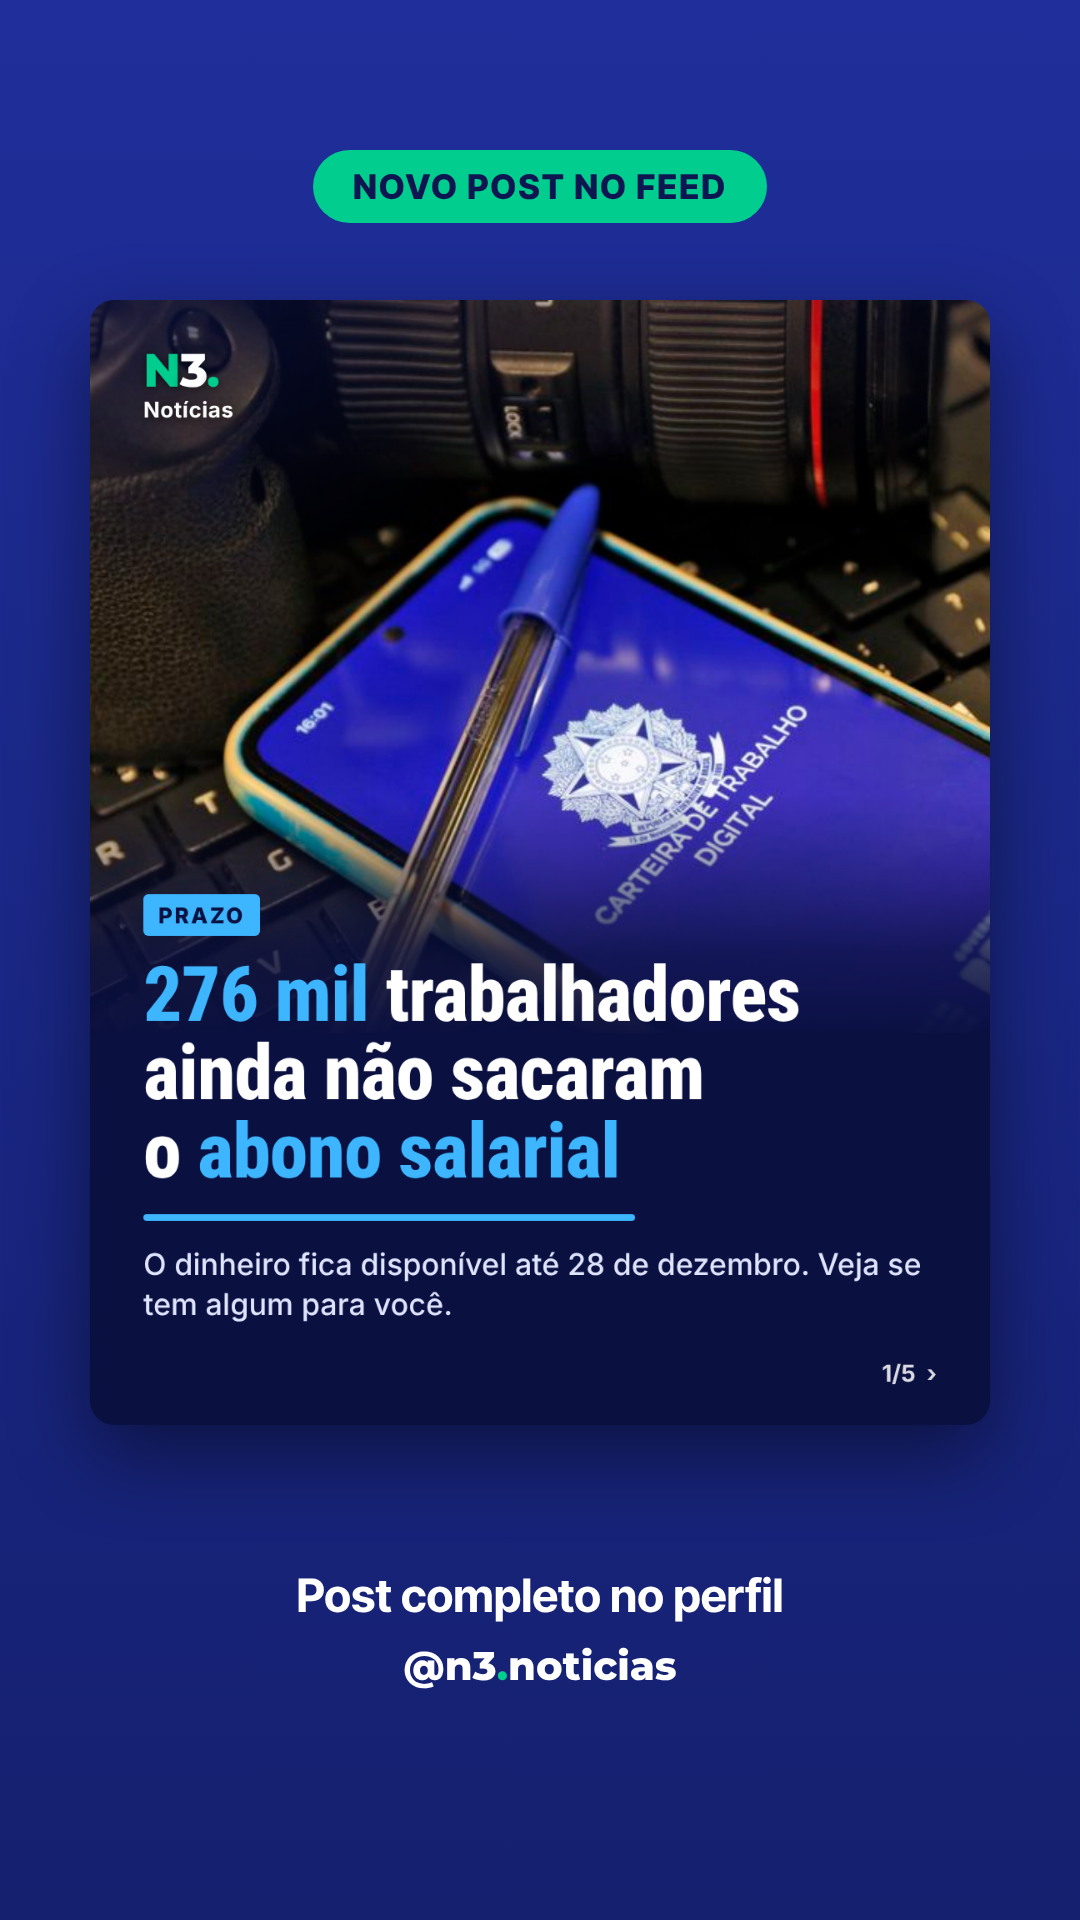 NOVO POST NO FEED
N3.
Notícias
LOCK
16:01
CARTEIRA DE TRABALHO
DIGITAL
T
R
G
V
PRAZO
276 mil trabalhadores
ainda não sacaram
o abono salarial
O dinheiro fica disponível até 28 de dezembro. Veja se
tem algum para você.
1/5 ›
Post completo no perfil
@n3.noticias